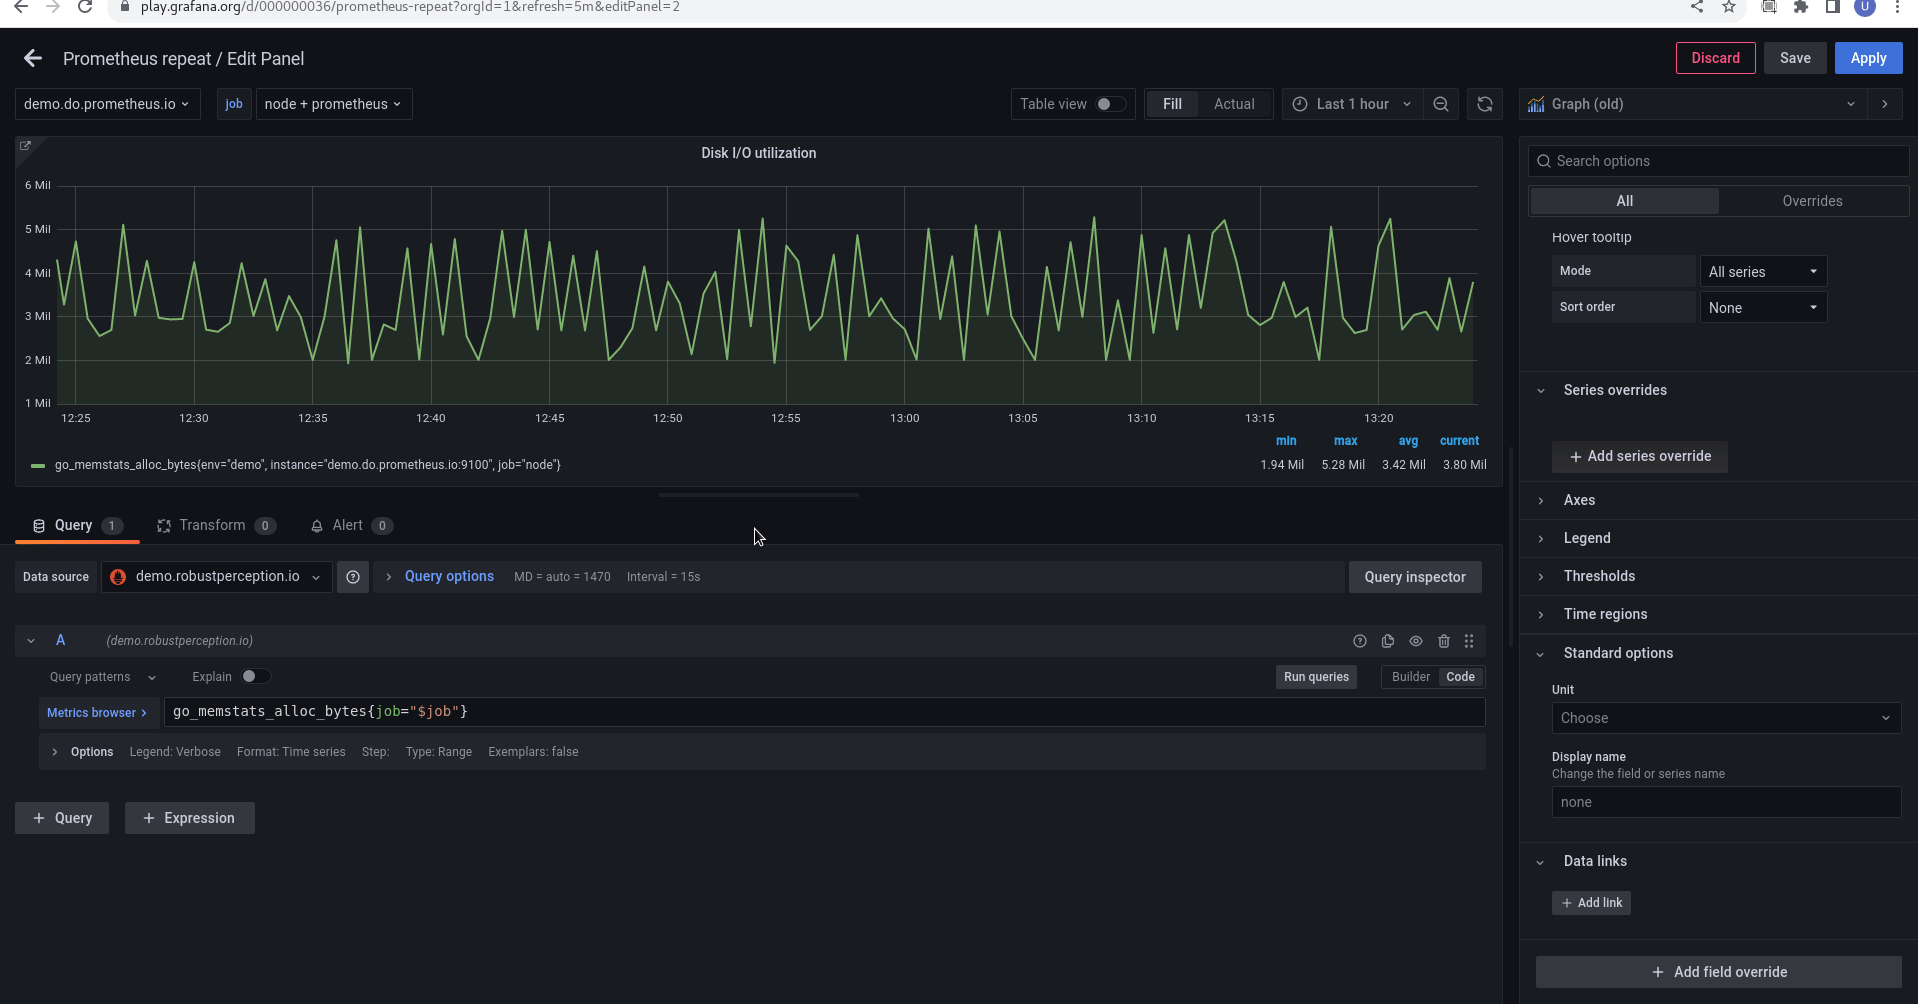 play.grafana.org/d/000000036/prometheus-repeat?orgId=1&refresh=5m&editPanel=2
U
Prometheus repeat / Edit Panel
Discard
Save
Apply
demo.do.prometheus.io
job
node + prometheus
Table view
Fill
Actual
Last 1 hour
Graph (old)
Disk I/O utilization
6 Mil
5 Mil
4 Mil
3 Mil
2 Mil
1 Mil
12:25 12:30 12:35 12:40 12:45 12:50 12:55 13:00 13:05 13:10 13:15 13:20
min max avg current
go_memstats_alloc_bytes{env="demo", instance="demo.do.prometheus.io:9100", job="node"} 1.94 Mil 5.28 Mil 3.42 Mil 3.80 Mil
Query 1
Transform 0
Alert 0
Data source
demo.robustperception.io
Query options
MD = auto = 1470
Interval = 15s
Query inspector
A
(demo.robustperception.io)
Query patterns
Explain
Run queries
Builder
Code
Metrics browser >
go_memstats_alloc_bytes{job="$job"}
Options
Legend: Verbose
Format: Time series
Step:
Type: Range
Exemplars: false
+ Query
+ Expression
Search options
All
Overrides
Hover tooltip
Mode
All series
Sort order
None
Series overrides
+ Add series override
Axes
Legend
Thresholds
Time regions
Standard options
Unit
Choose
Display name
Change the field or series name
none
Data links
+ Add link
+ Add field override